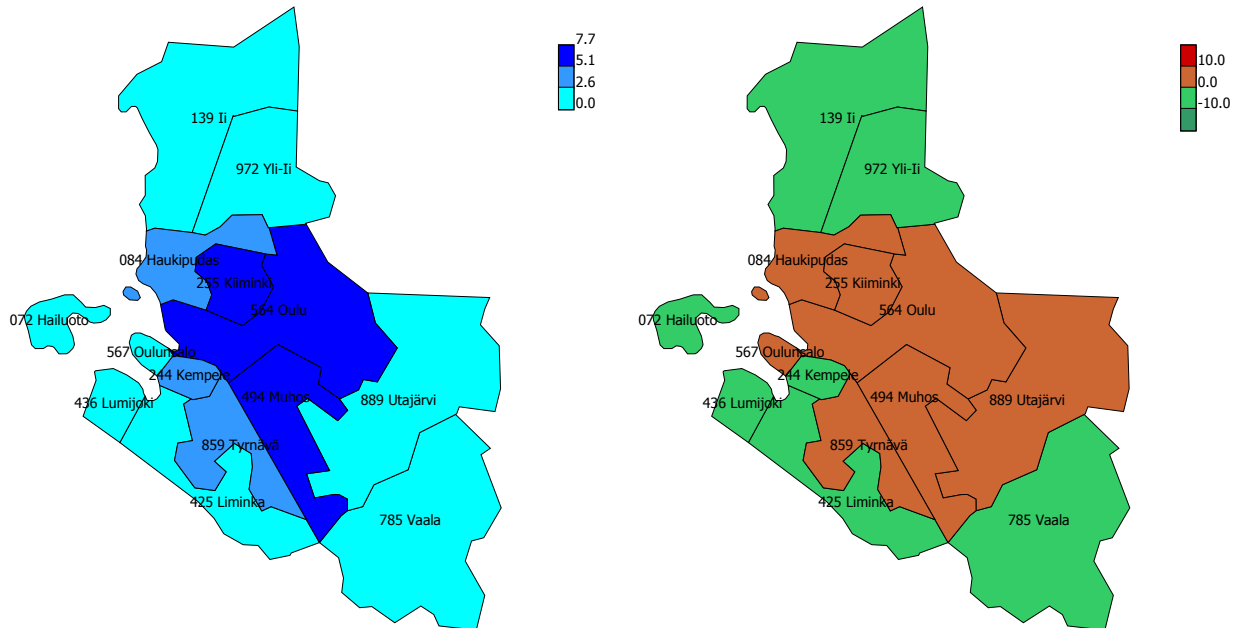 7.7
5.1
2.6
0.0
139 Ii
972 Yli-Ii
084 Haukipudas
255 Kiiminki
564 Oulu
072 Hailuoto
567 Oulunsalo
244 Kempele
494 Muhos
436 Lumijoki
889 Utajärvi
859 Tyrnävä
425 Liminka
785 Vaala
10.0
0.0
-10.0
139 Ii
972 Yli-Ii
084 Haukipudas
255 Kiiminki
564 Oulu
072 Hailuoto
567 Oulunsalo
244 Kempele
494 Muhos
436 Lumijoki
889 Utajärvi
859 Tyrnävä
425 Liminka
785 Vaala